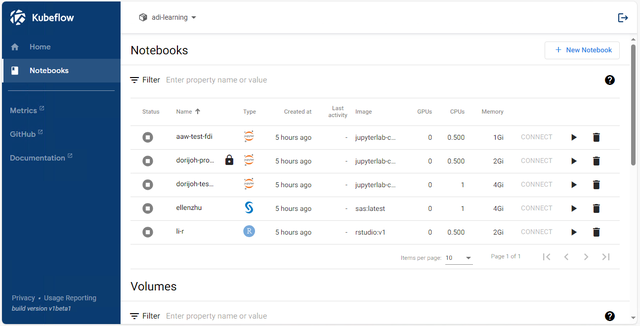 Kubeflow
adi-learning
Home
Notebooks
Metrics
GitHub
Documentation
Privacy • Usage Reporting
build version v1beta1
Notebooks
+ New Notebook
Filter Enter property name or value
Status Name Type Created at Last activity Image GPUs CPUs Memory
aaw-test-fdi 5 hours ago - jupyterlab-c... 0 0.500 1Gi CONNECT
dorijoh-pro... 5 hours ago - jupyterlab-c... 0 0.500 2Gi CONNECT
dorijoh-tes... 5 hours ago - jupyterlab-c... 0 1 4Gi CONNECT
ellenzhu 5 hours ago - sas:latest 0 1 4Gi CONNECT
li-r R 5 hours ago - rstudio:v1 0 0.500 2Gi CONNECT
Items per page: 10 Page 1 of 1
Volumes
Filter Enter property name or value